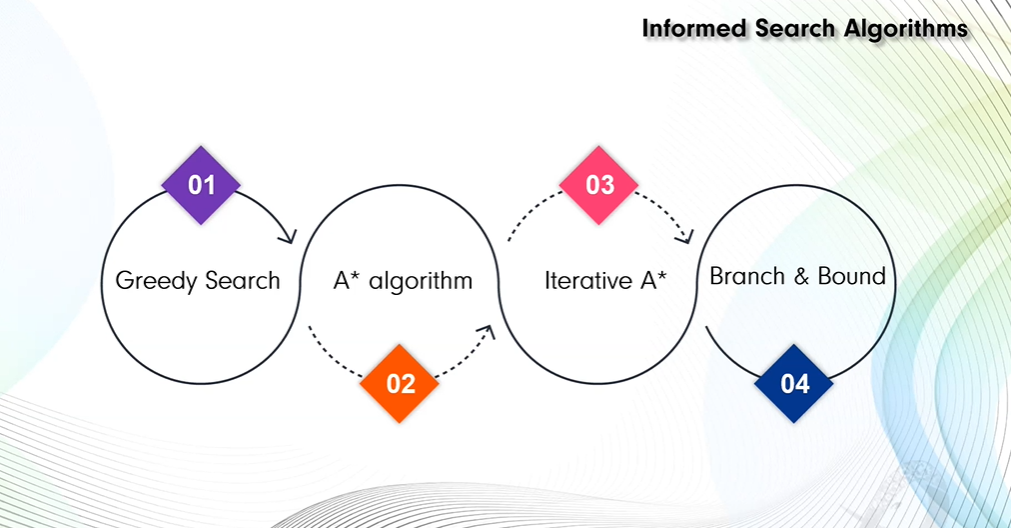 Informed Search Algorithms
01
Greedy Search
02
A* algorithm
03
Iterative A*
04
Branch & Bound